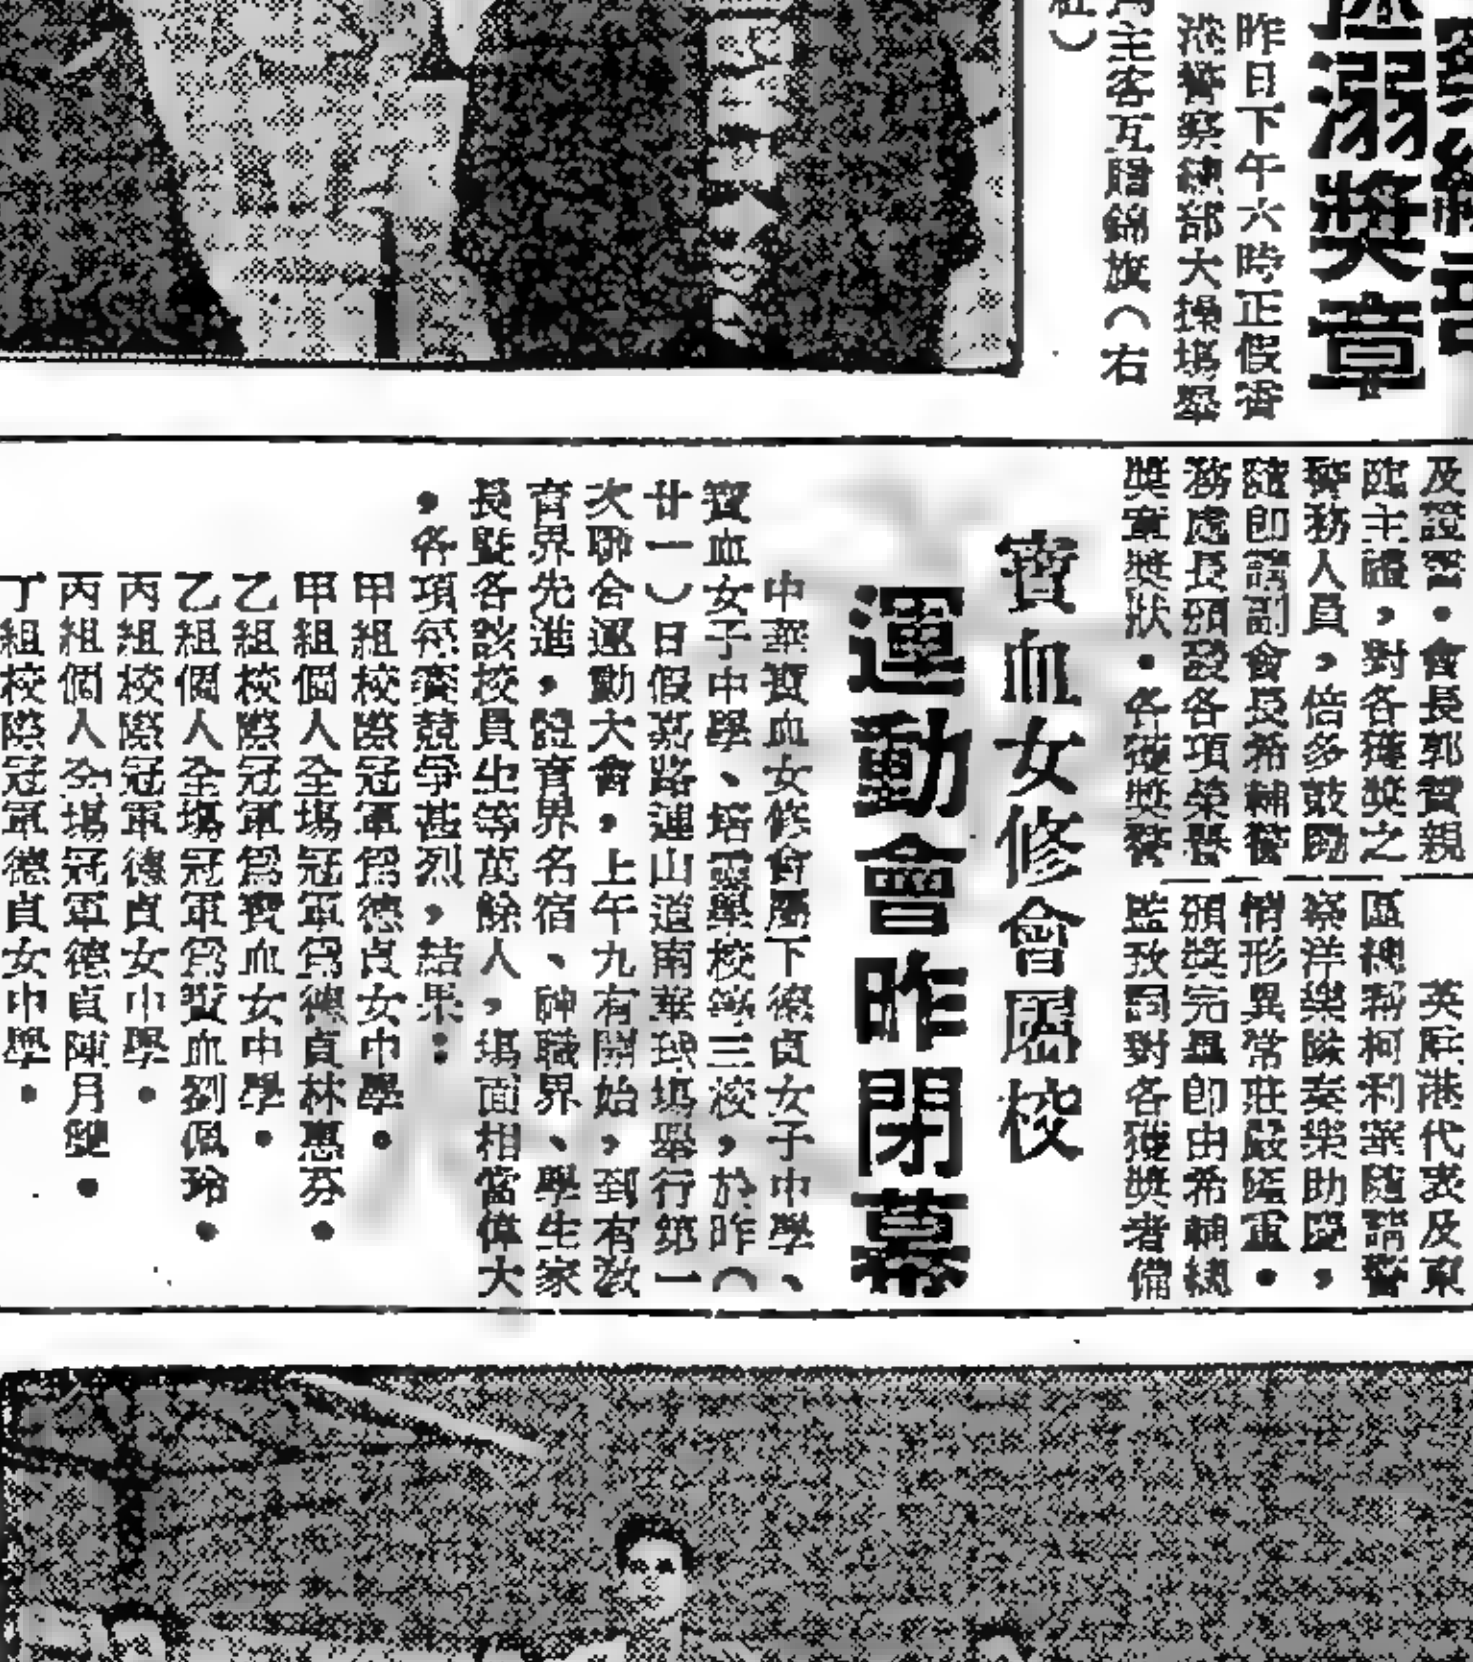 溺獎章
昨日下午六時正假香
港警察練部大操場舉
主客互贈錦旗（右
及證書・會長郭贊親
臨主禮，對各獲獎之
警務人員，倍多鼓勵
隨即請副會長希輔警
務處長頒發各項榮譽
獎章獎狀・各獲獎警
英駐港代表及東
區總幫柯利華隨請警
察洋樂隊奏樂助慶，
情形異常莊嚴隆重・
頒獎完畢即由希輔總
監致詞對各獲獎者備
寶血女修會屬校
運動會昨閉幕
中華寶血女修會屬下德貞女子中學、
寶血女子中學、培靈學校等三校，於昨（
廿一）日假嘉路連山道南華球場舉行第一
次聯合運動大會，上午九有開始，到有教
育界先進，體育界名宿、神職界、學生家
長暨各該校員生等萬餘人，場面相當偉大
，各項徑賽競爭甚烈，結果：
甲組校際冠軍為德貞女中學・
甲組個人全場冠軍為德貞林惠芬・
乙組校際冠軍為寶血女中學・
乙組個人全場冠軍為寶血劉佩玲・
丙組校際冠軍德貞女中學・
丙組個人全場冠軍德貞陳月
丁組校際冠軍德貞女中學・